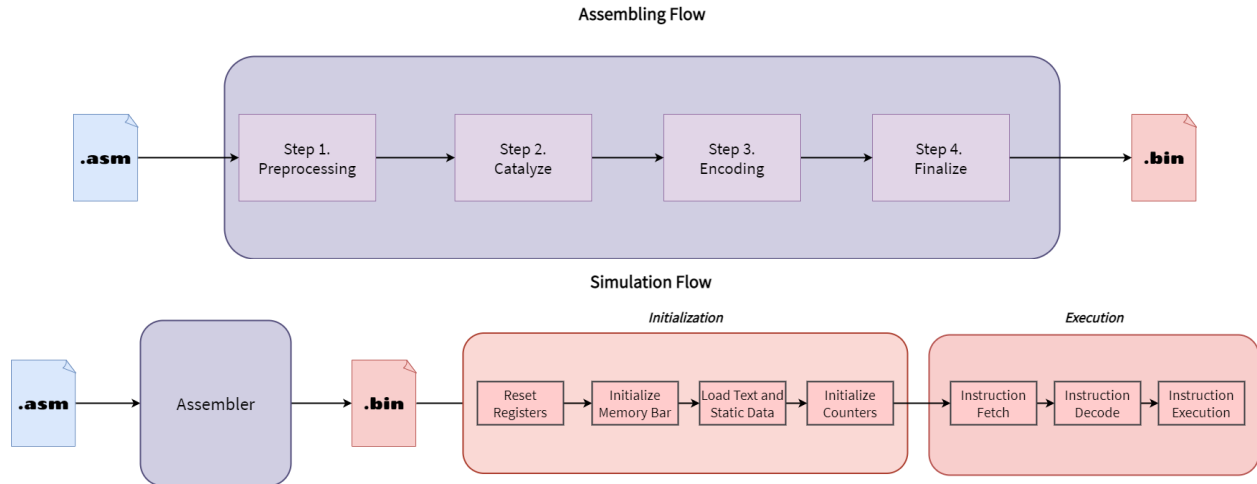 Assembling Flow
.asm
Step 1.
Preprocessing
Step 2.
Catalyze
Step 3.
Encoding
Step 4.
Finalize
.bin
Simulation Flow
Initialization
Execution
.asm
Assembler
.bin
Reset
Registers
Initialize
Memory Bar
Load Text and
Static Data
Initialize
Counters
Instruction
Fetch
Instruction
Decode
Instruction
Execution